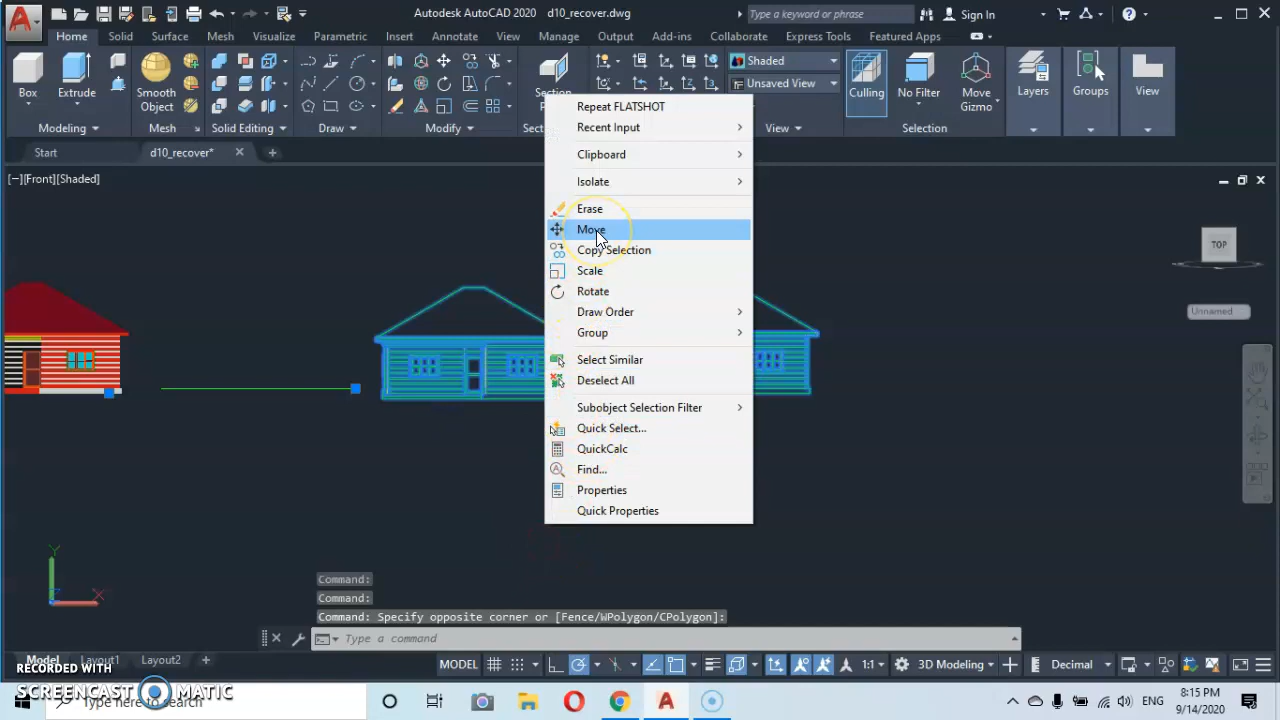 Autodesk AutoCAD 2020 d10_recover.dwg
Type a keyword or phrase
Sign In
Home Solid Surface Mesh Visualize Parametric Insert Annotate View Manage Output Add-ins Collaborate Express Tools Featured Apps
Box Extrude Smooth Object
Section
Shaded
Unsaved View
Culling No Filter Move Gizmo Layers Groups View
Modeling Mesh Solid Editing Draw Modify View Selection
Start d10_recover*
[−][Front][Shaded]
TOP
Unnamed
Repeat FLATSHOT
Recent Input
Clipboard
Isolate
Erase
Move
Copy Selection
Scale
Rotate
Draw Order
Group
Select Similar
Deselect All
Subobject Selection Filter
Quick Select...
QuickCalc
Find...
Properties
Quick Properties
Y
X
Command:
Command:
Command: Specify opposite corner or [Fence/WPolygon/CPolygon]:
Type a command
Model Layout1 Layout2
MODEL 1:1 3D Modeling Decimal
RECORDED WITH
SCREENCAST MATIC
Type here to search
ENG
8:15 PM
9/14/2020